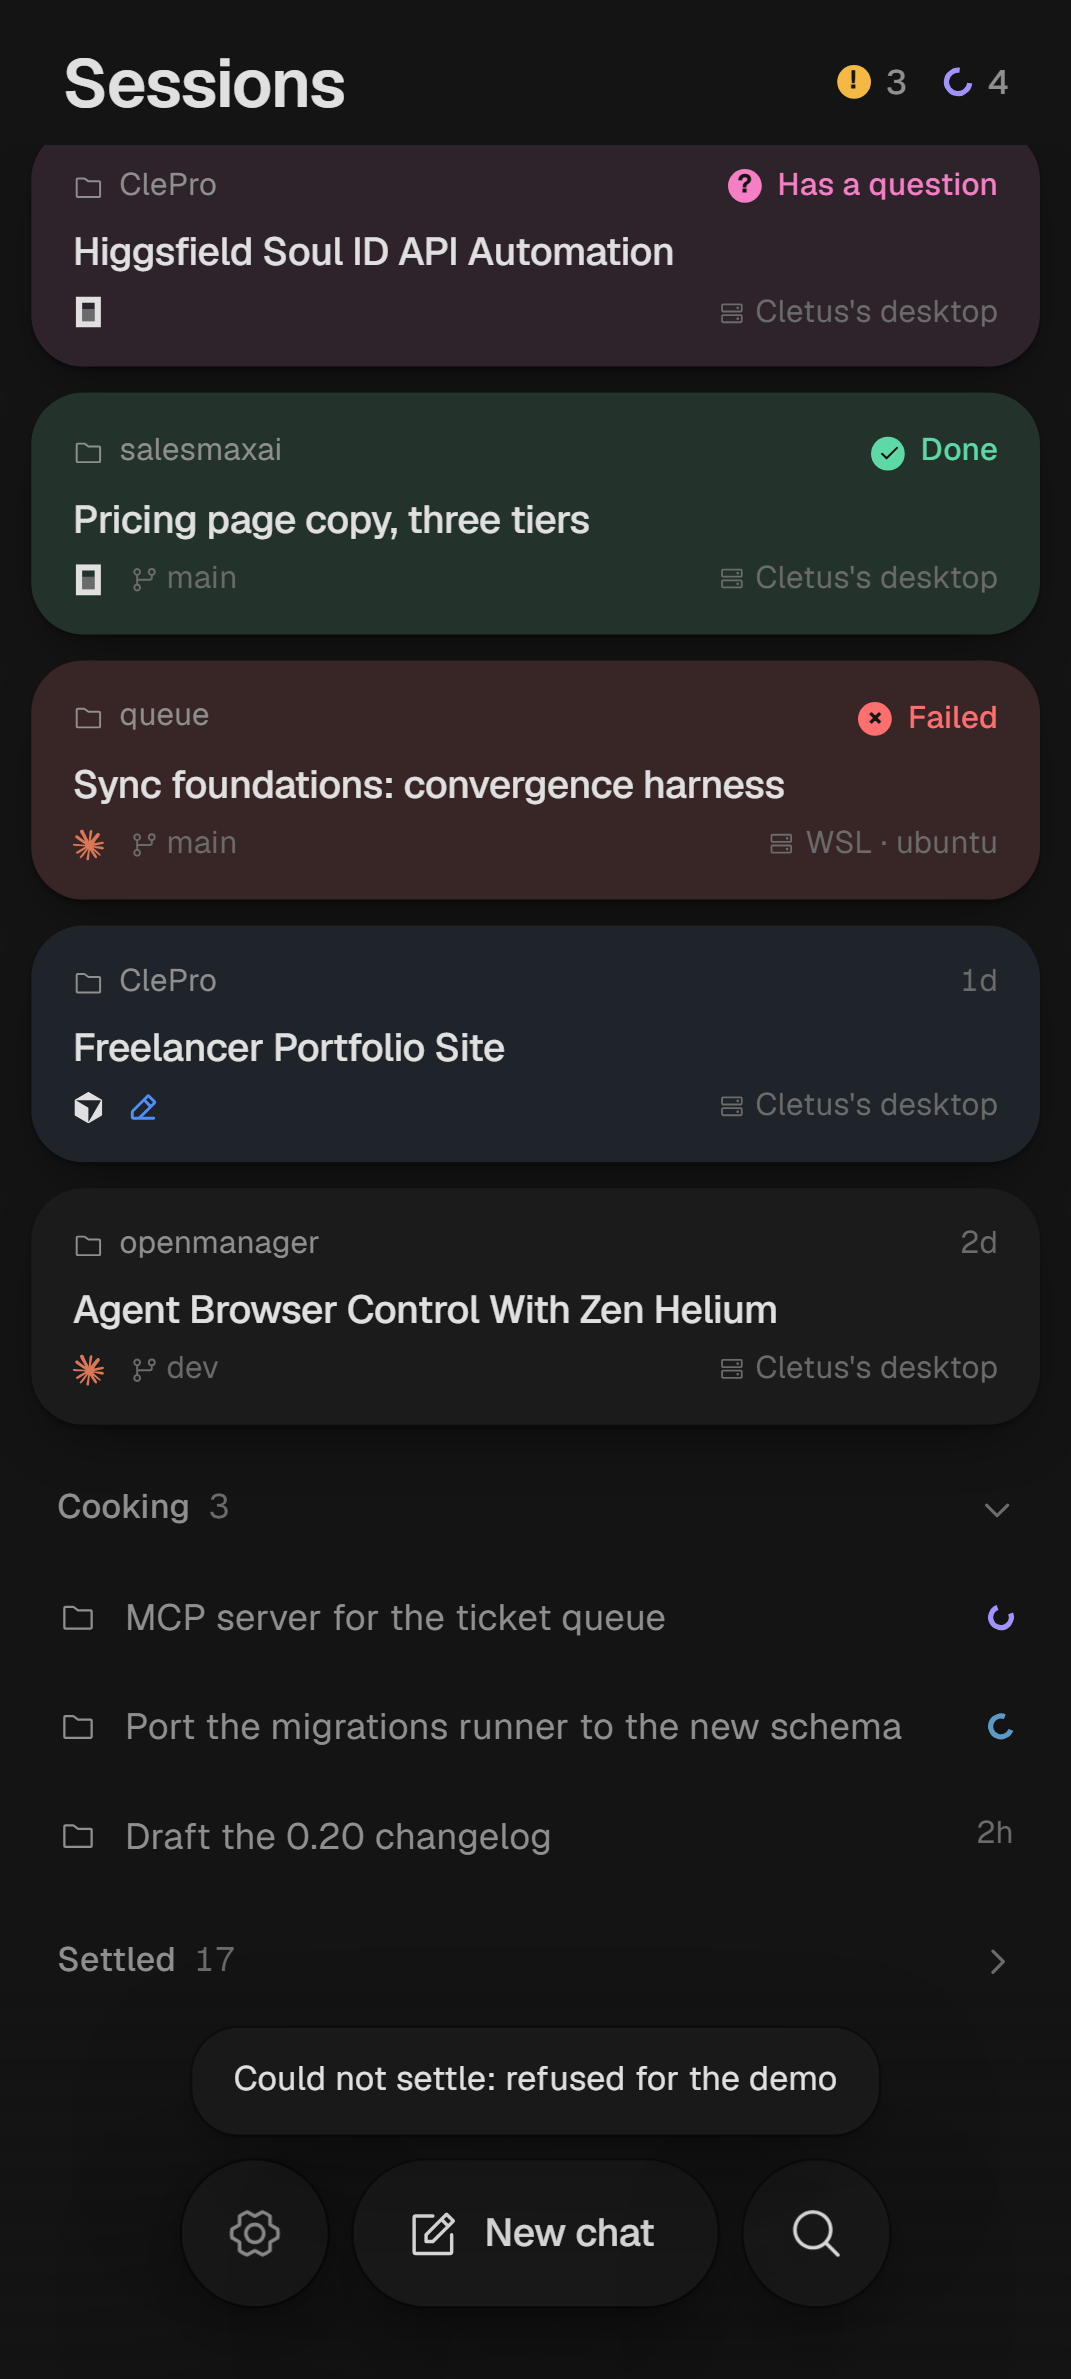 Sessions
3
4
ClePro
Has a question
Higgsfield Soul ID API Automation
Cletus's desktop
salesmaxai
Done
Pricing page copy, three tiers
main
Cletus's desktop
queue
Failed
Sync foundations: convergence harness
main
WSL · ubuntu
ClePro
1d
Freelancer Portfolio Site
Cletus's desktop
openmanager
2d
Agent Browser Control With Zen Helium
dev
Cletus's desktop
Cooking 3
MCP server for the ticket queue
Port the migrations runner to the new schema
Draft the 0.20 changelog
2h
Settled 17
Could not settle: refused for the demo
New chat